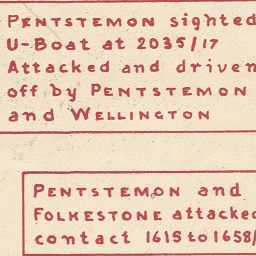 PENTSTEMON sighted
U-Boat at 2035/17
Attacked and driven
off by PENTSTEMON
and WELLINGTON
PENTSTEMON and
FOLKESTONE attacked
contact 1615 to 1658/